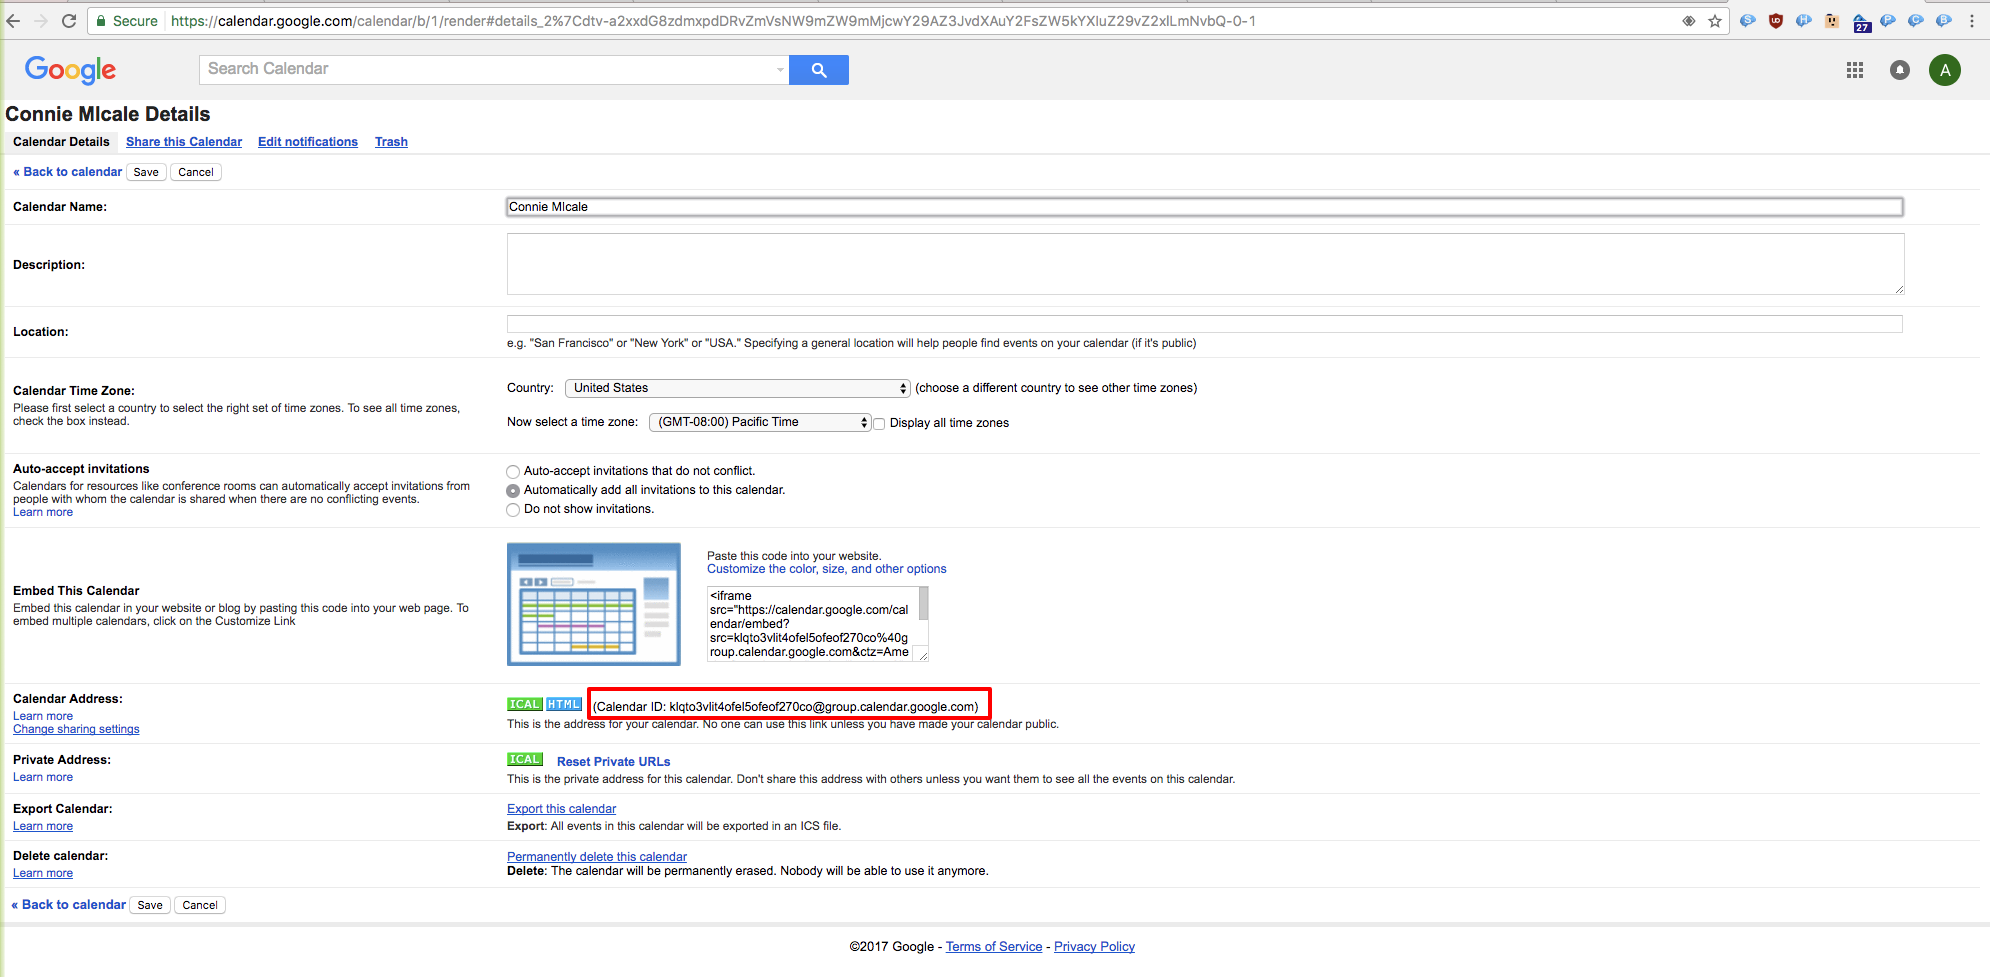 Secure https://calendar.google.com/calendar/b/1/render#details_2%7Cdtv-a2xxdG8zdmxpdDRvZmVsNW9mZW9mMjcwY29AZ3JvdXAuY2FsZW5kYXIuZ29vZ2xlLmNvbQ-0-1
27
Google Search Calendar A
Connie MIcale Details
Calendar Details Share this Calendar Edit notifications Trash
« Back to calendar Save Cancel
Calendar Name: Connie MIcale
Description:
Location:
e.g. "San Francisco" or "New York" or "USA." Specifying a general location will help people find events on your calendar (if it's public)
Calendar Time Zone:
Please first select a country to select the right set of time zones. To see all time zones,
check the box instead.
Country: United States (choose a different country to see other time zones)
Now select a time zone: (GMT-08:00) Pacific Time Display all time zones
Auto-accept invitations
Calendars for resources like conference rooms can automatically accept invitations from
people with whom the calendar is shared when there are no conflicting events.
Learn more
Auto-accept invitations that do not conflict.
Automatically add all invitations to this calendar.
Do not show invitations.
Embed This Calendar
Embed this calendar in your website or blog by pasting this code into your web page. To
embed multiple calendars, click on the Customize Link
Paste this code into your website.
Customize the color, size, and other options
<iframe
src="https://calendar.google.com/cal
endar/embed?
src=klqto3vlit4ofel5ofeof270co%40g
roup.calendar.google.com&ctz=Ame
Calendar Address:
Learn more
Change sharing settings
ICAL HTML (Calendar ID: klqto3vlit4ofel5ofeof270co@group.calendar.google.com)
This is the address for your calendar. No one can use this link unless you have made your calendar public.
Private Address:
Learn more
ICAL Reset Private URLs
This is the private address for this calendar. Don't share this address with others unless you want them to see all the events on this calendar.
Export Calendar:
Learn more
Export this calendar
Export: All events in this calendar will be exported in an ICS file.
Delete calendar:
Learn more
Permanently delete this calendar
Delete: The calendar will be permanently erased. Nobody will be able to use it anymore.
« Back to calendar Save Cancel
©2017 Google - Terms of Service - Privacy Policy